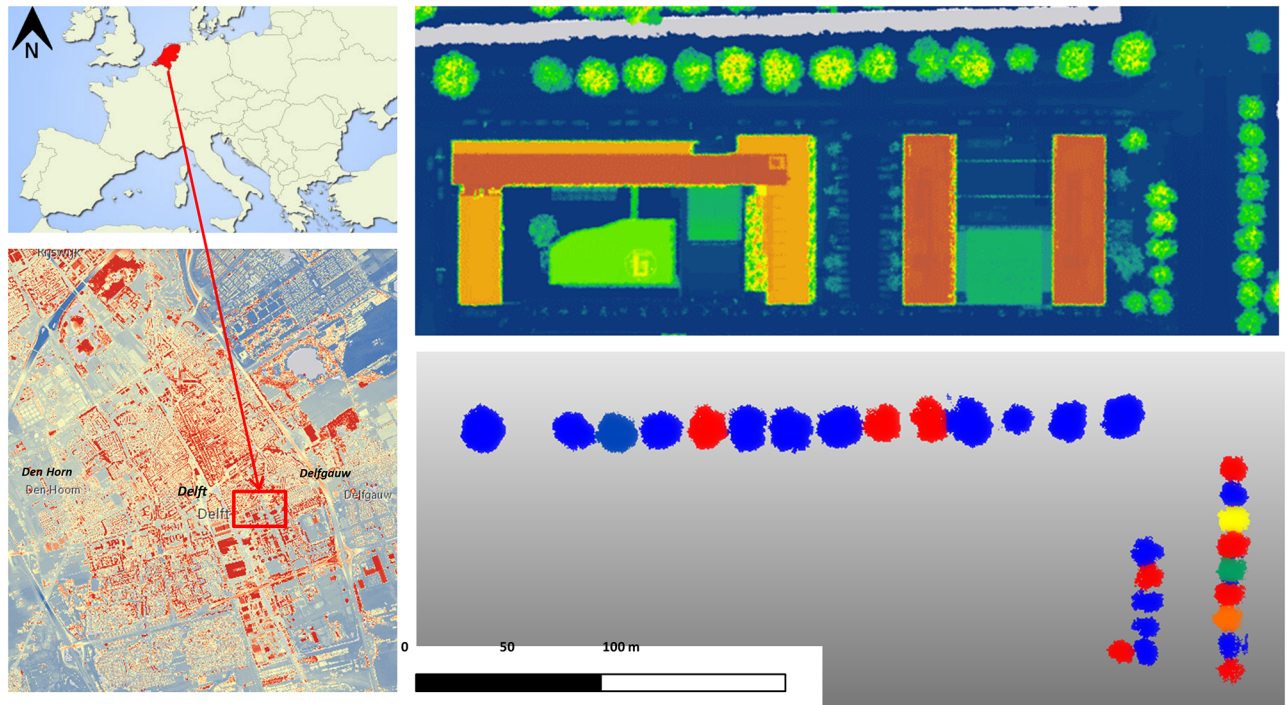 N
Rijswijk
Den Horn
Den Hoorn
Delft
Delft
Delfgauw
Delfgauw
0 50 100 m